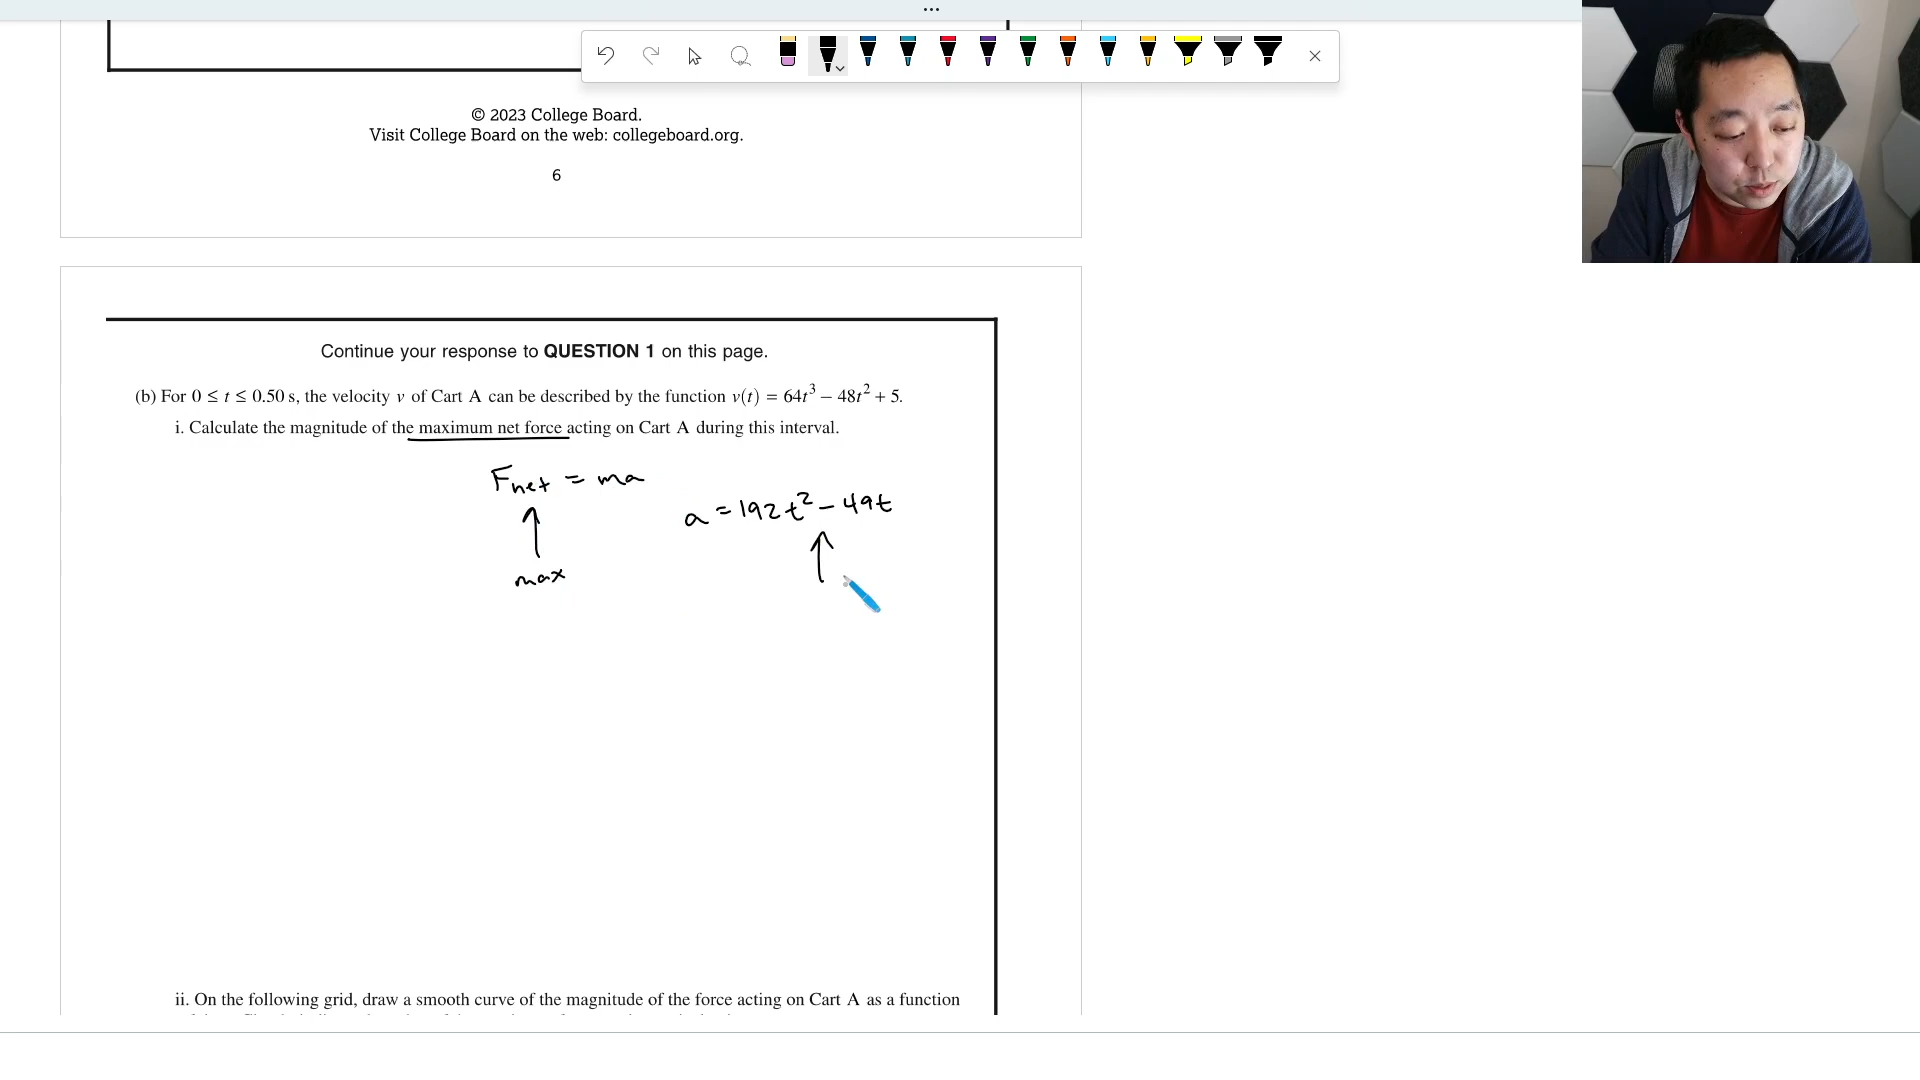 © 2023 College Board.
Visit College Board on the web: collegeboard.org.
6
Continue your response to QUESTION 1 on this page.
(b) For 0 ≤ t ≤ 0.50 s, the velocity v of Cart A can be described by the function v(t) = 64t³ − 48t² + 5.
i. Calculate the magnitude of the maximum net force acting on Cart A during this interval.
Fnet = ma
a = 192t² − 49t
max
ii. On the following grid, draw a smooth curve of the magnitude of the force acting on Cart A as a function